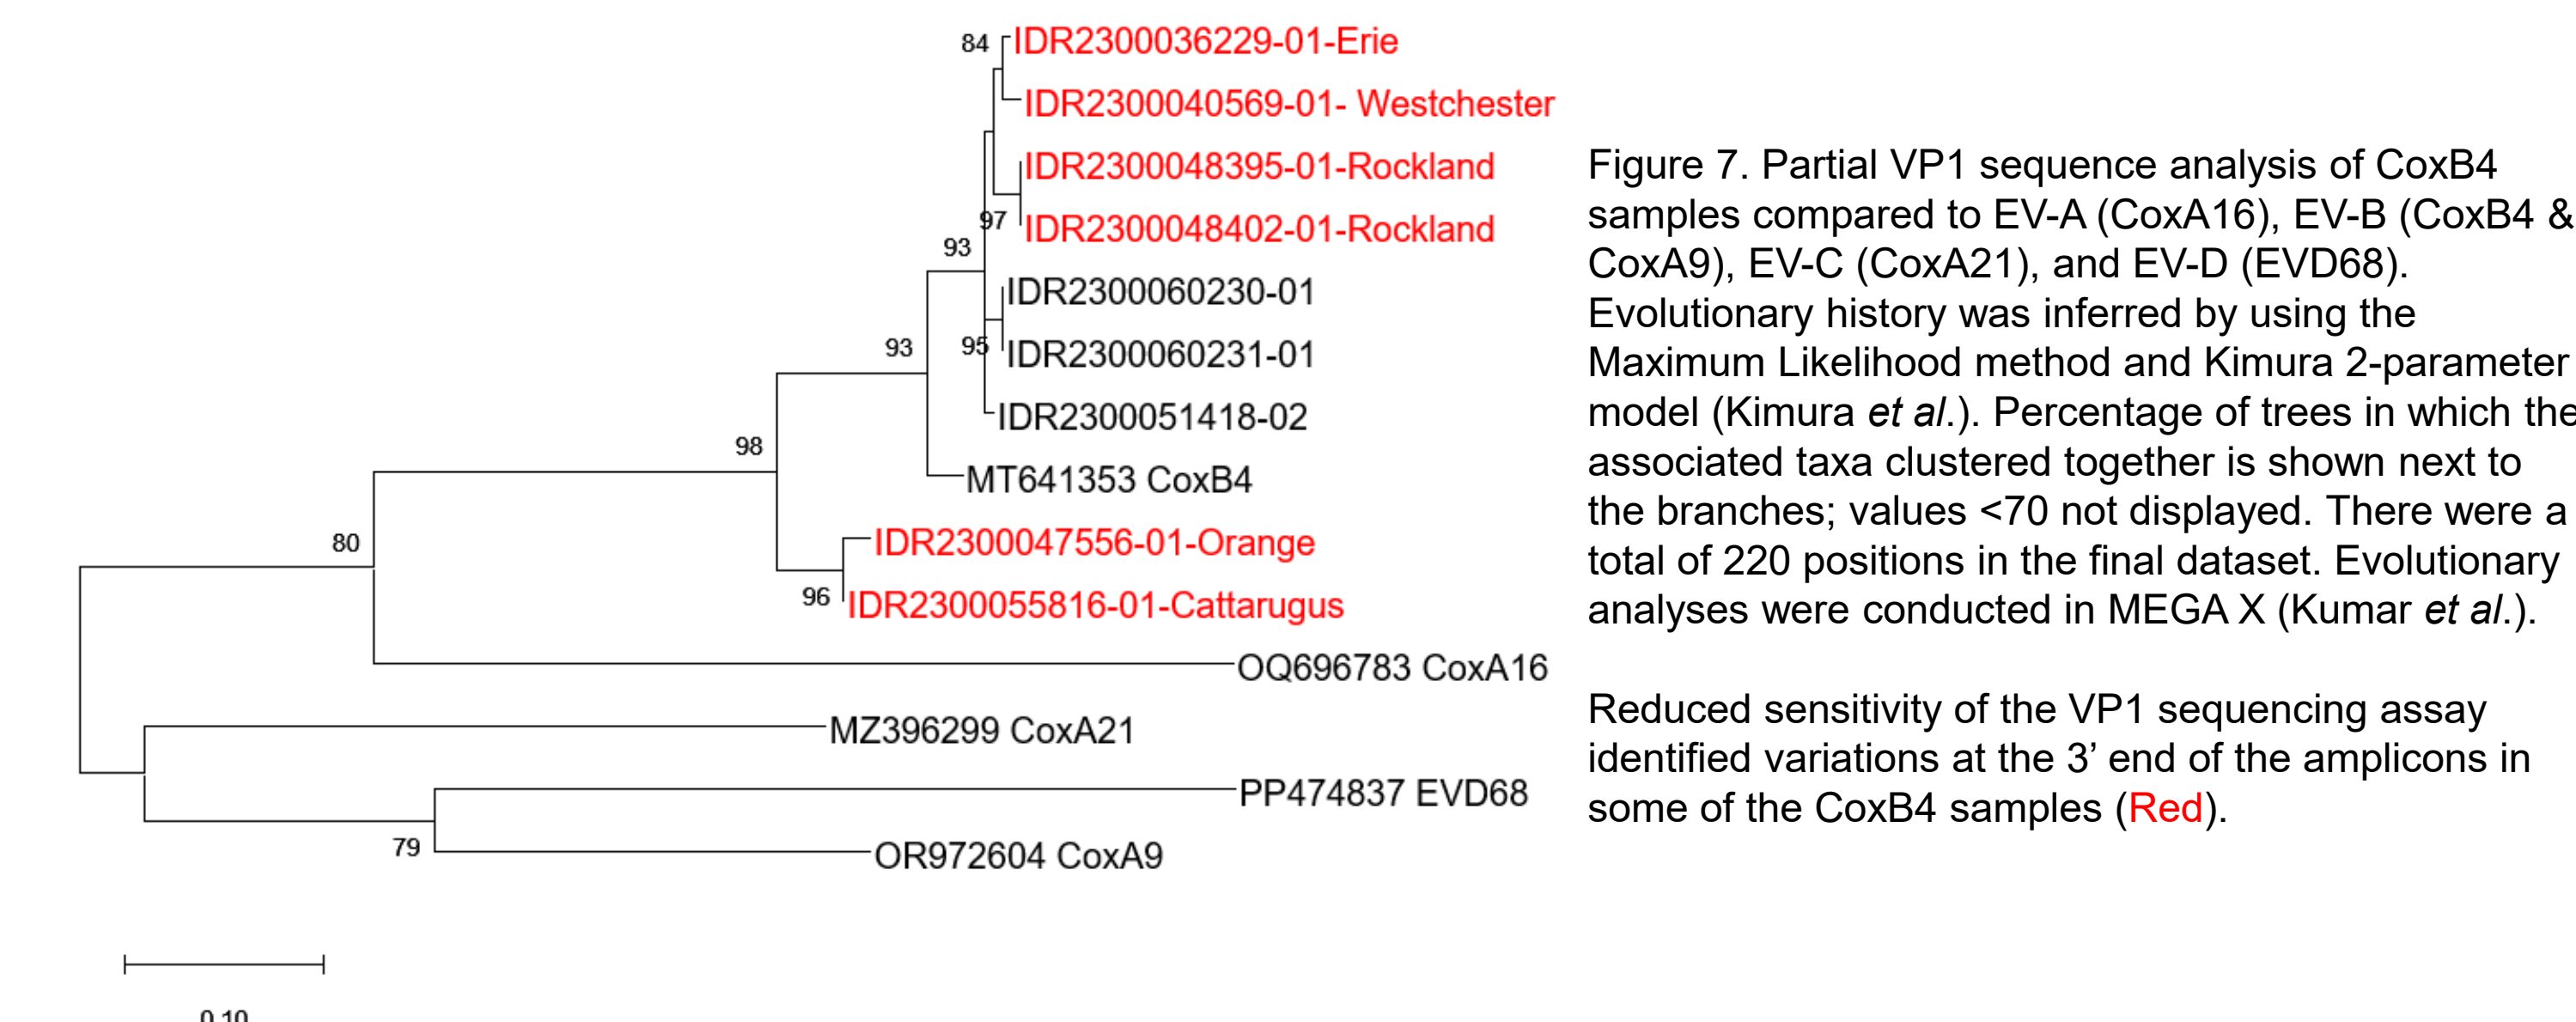 84
IDR2300036229-01-Erie
IDR2300040569-01- Westchester
IDR2300048395-01-Rockland
97
IDR2300048402-01-Rockland
93
IDR2300060230-01
93
95
IDR2300060231-01
IDR2300051418-02
98
MT641353 CoxB4
80
IDR2300047556-01-Orange
96
IDR2300055816-01-Cattarugus
OQ696783 CoxA16
MZ396299 CoxA21
PP474837 EVD68
79
OR972604 CoxA9
0.10
Figure 7. Partial VP1 sequence analysis of CoxB4
samples compared to EV-A (CoxA16), EV-B (CoxB4 &
CoxA9), EV-C (CoxA21), and EV-D (EVD68).
Evolutionary history was inferred by using the
Maximum Likelihood method and Kimura 2-parameter
model (Kimura et al.). Percentage of trees in which the
associated taxa clustered together is shown next to
the branches; values <70 not displayed. There were a
total of 220 positions in the final dataset. Evolutionary
analyses were conducted in MEGA X (Kumar et al.).
Reduced sensitivity of the VP1 sequencing assay
identified variations at the 3’ end of the amplicons in
some of the CoxB4 samples (Red).